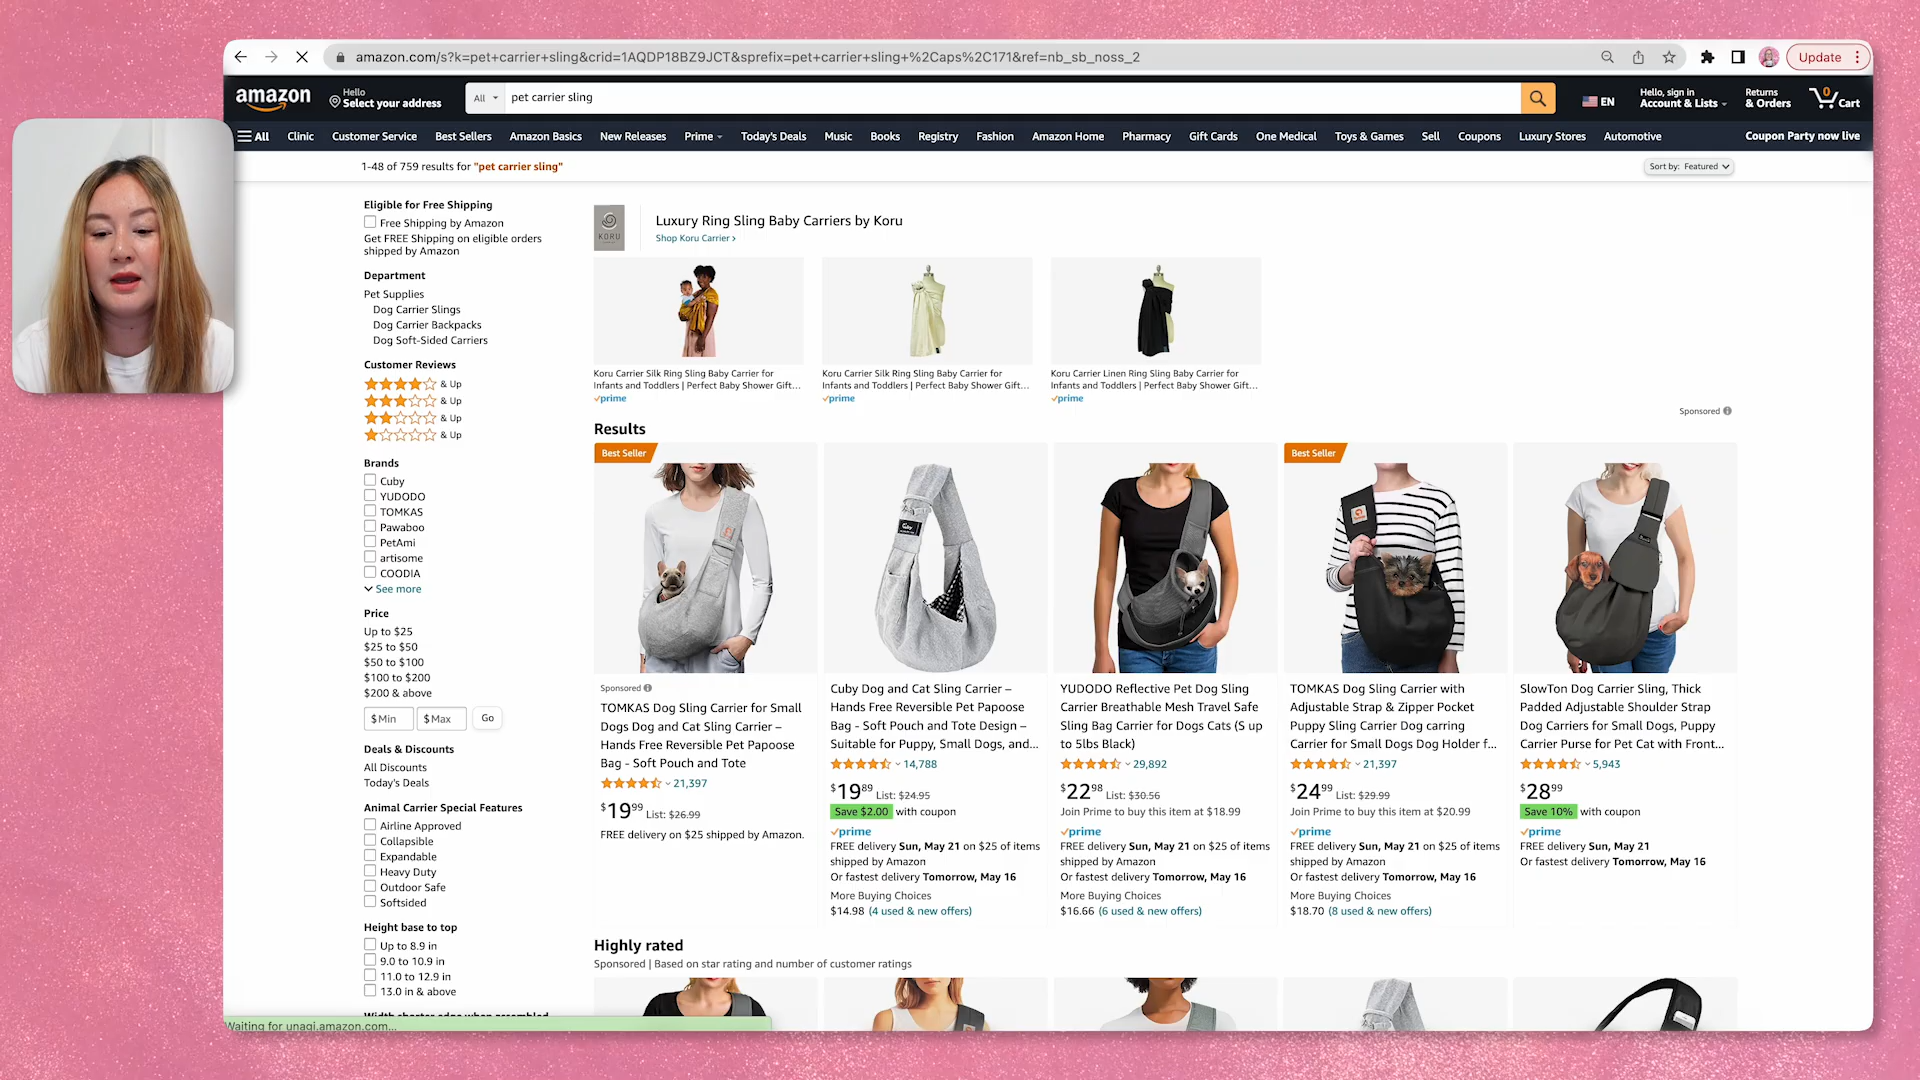 amazon.com/s?k=pet+carrier+sling&crid=1AQDP18BZ9JCT&sprefix=pet+carrier+sling+%2Caps%2C171&ref=nb_sb_noss_2
Update
amazon
Hello
Select your address
All
pet carrier sling
EN
Hello, sign in
Account & Lists
Returns
& Orders
0
Cart
All
Clinic
Customer Service
Best Sellers
Amazon Basics
New Releases
Prime
Today's Deals
Music
Books
Registry
Fashion
Amazon Home
Pharmacy
Gift Cards
One Medical
Toys & Games
Sell
Coupons
Luxury Stores
Automotive
Coupon Party now live
1-48 of 759 results for "pet carrier sling"
Sort by: Featured
Eligible for Free Shipping
Free Shipping by Amazon
Get FREE Shipping on eligible orders
shipped by Amazon
Department
Pet Supplies
Dog Carrier Slings
Dog Carrier Backpacks
Dog Soft-Sided Carriers
Customer Reviews
& Up
& Up
& Up
& Up
Brands
Cuby
YUDODO
TOMKAS
Pawaboo
PetAmi
artisome
COODIA
See more
Price
Up to $25
$25 to $50
$50 to $100
$100 to $200
$200 & above
$ Min
$ Max
Go
Deals & Discounts
All Discounts
Today's Deals
Animal Carrier Special Features
Airline Approved
Collapsible
Expandable
Heavy Duty
Outdoor Safe
Softsided
Height base to top
Up to 8.9 in
9.0 to 10.9 in
11.0 to 12.9 in
13.0 in & above
Waiting for unagi.amazon.com...
KORU
Luxury Ring Sling Baby Carriers by Koru
Shop Koru Carrier ›
Koru Carrier Silk Ring Sling Baby Carrier for
Infants and Toddlers | Perfect Baby Shower Gift...
prime
Koru Carrier Silk Ring Sling Baby Carrier for
Infants and Toddlers | Perfect Baby Shower Gift...
prime
Koru Carrier Linen Ring Sling Baby Carrier for
Infants and Toddlers | Perfect Baby Shower Gift...
prime
Sponsored
Results
Best Seller
Sponsored
TOMKAS Dog Sling Carrier for Small
Dogs Dog and Cat Sling Carrier –
Hands Free Reversible Pet Papoose
Bag - Soft Pouch and Tote
21,397
$19.99 List: $26.99
FREE delivery on $25 shipped by Amazon.
Cuby
Cuby Dog and Cat Sling Carrier –
Hands Free Reversible Pet Papoose
Bag - Soft Pouch and Tote Design –
Suitable for Puppy, Small Dogs, and...
14,788
$19.89 List: $24.95
Save $2.00 with coupon
prime
FREE delivery Sun, May 21 on $25 of items
shipped by Amazon
Or fastest delivery Tomorrow, May 16
More Buying Choices
$14.98 (4 used & new offers)
YUDODO Reflective Pet Dog Sling
Carrier Breathable Mesh Travel Safe
Sling Bag Carrier for Dogs Cats (S up
to 5lbs Black)
29,892
$22.98 List: $30.56
Join Prime to buy this item at $18.99
prime
FREE delivery Sun, May 21 on $25 of items
shipped by Amazon
Or fastest delivery Tomorrow, May 16
More Buying Choices
$16.66 (6 used & new offers)
Best Seller
TOMKAS Dog Sling Carrier with
Adjustable Strap & Zipper Pocket
Puppy Sling Carrier Dog carring
Carrier for Small Dogs Dog Holder f...
21,397
$24.99 List: $29.99
Join Prime to buy this item at $20.99
prime
FREE delivery Sun, May 21 on $25 of items
shipped by Amazon
Or fastest delivery Tomorrow, May 16
More Buying Choices
$18.70 (8 used & new offers)
SlowTon Dog Carrier Sling, Thick
Padded Adjustable Shoulder Strap
Dog Carriers for Small Dogs, Puppy
Carrier Purse for Pet Cat with Front...
5,943
$28.99
Save 10% with coupon
prime
FREE delivery Sun, May 21
Or fastest delivery Tomorrow, May 16
Highly rated
Sponsored | Based on star rating and number of customer ratings